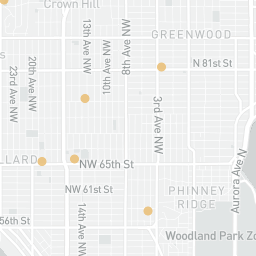 Crown Hill
13th Ave NW
8th Ave NW
GREENWOOD
20th Ave NW
10th Ave NW
N 81st St
23rd Ave NW
3rd Ave NW
Aurora Ave N
LLARD
NW 65th St
NW 61st St
PHINNEY
RIDGE
14th Ave NW
56th St
Woodland Park Zo